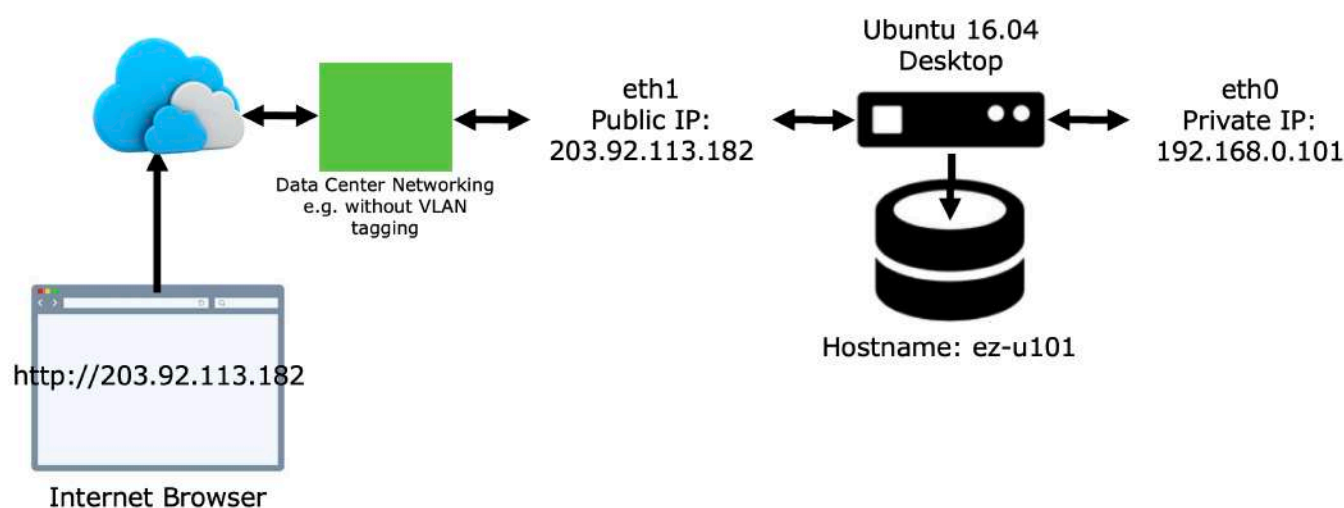 Ubuntu 16.04
Desktop
eth1
Public IP:
203.92.113.182
eth0
Private IP:
192.168.0.101
Data Center Networking
e.g. without VLAN
tagging
Hostname: ez-u101
http://203.92.113.182
Internet Browser